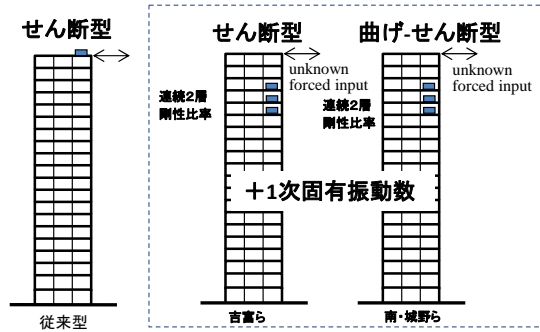 せん断型
従来型
せん断型
unknown
forced input
連続2層
剛性比率
曲げ-せん断型
unknown
forced input
連続2層
剛性比率
＋1次固有振動数
吉富ら
南・城野ら